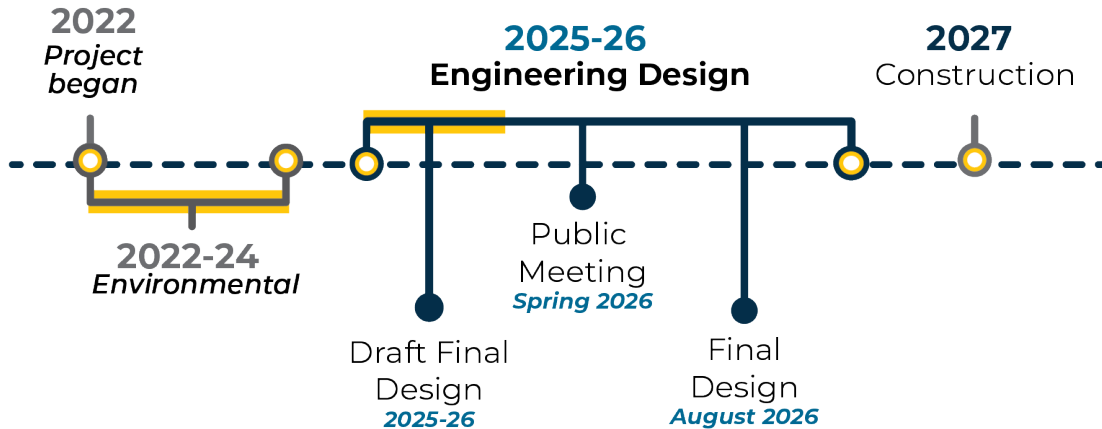 2022
Project
began
2022-24
Environmental
2025-26
Engineering Design
Draft Final
Design
2025-26
Public
Meeting
Spring 2026
Final
Design
August 2026
2027
Construction